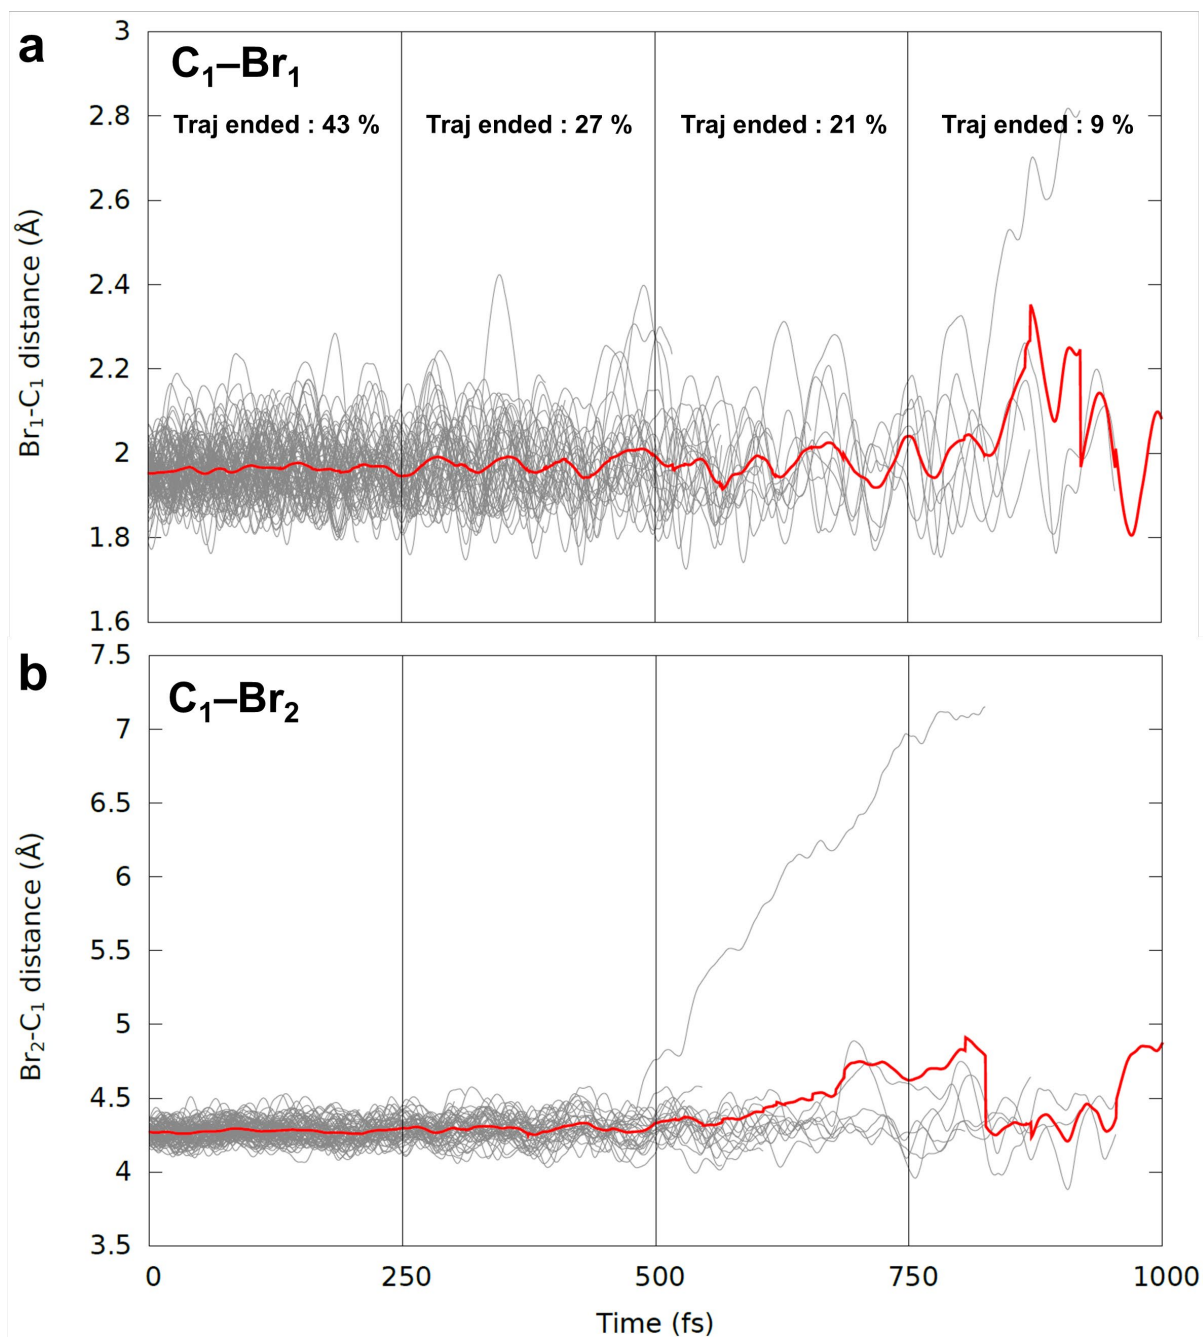 a
C₁–Br₁
Traj ended : 43 % Traj ended : 27 % Traj ended : 21 % Traj ended : 9 %
Br₁-C₁ distance (Å)
3
2.8
2.6
2.4
2.2
2
1.8
1.6
b
C₁–Br₂
Br₂-C₁ distance (Å)
7.5
7
6.5
6
5.5
5
4.5
4
3.5
0 250 500 750 1000
Time (fs)